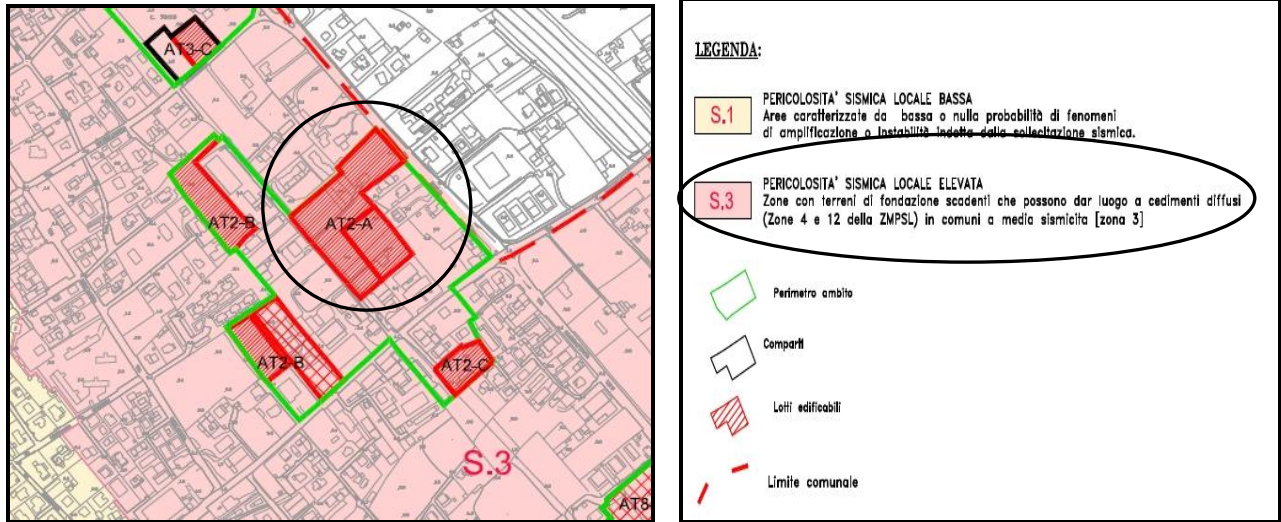 AT3-C
AT2-B
AT2-A
AT2-B
AT2-C
S.3
AT8
LEGENDA:
S.1
PERICOLOSITA' SISMICA LOCALE BASSA
Aree caratterizzate da bassa o nulla probabilità di fenomeni
di amplificazione o instabilità indotta dalla sollecitazione sismica.
S.3
PERICOLOSITA' SISMICA LOCALE ELEVATA
Zone con terreni di fondazione scadenti che possono dar luogo a cedimenti diffusi
(Zone 4 e 12 della ZMPSL) in comuni a media sismicita [zona 3]
Perimetro ambito
Comparti
Lotti edificabili
Limite comunale